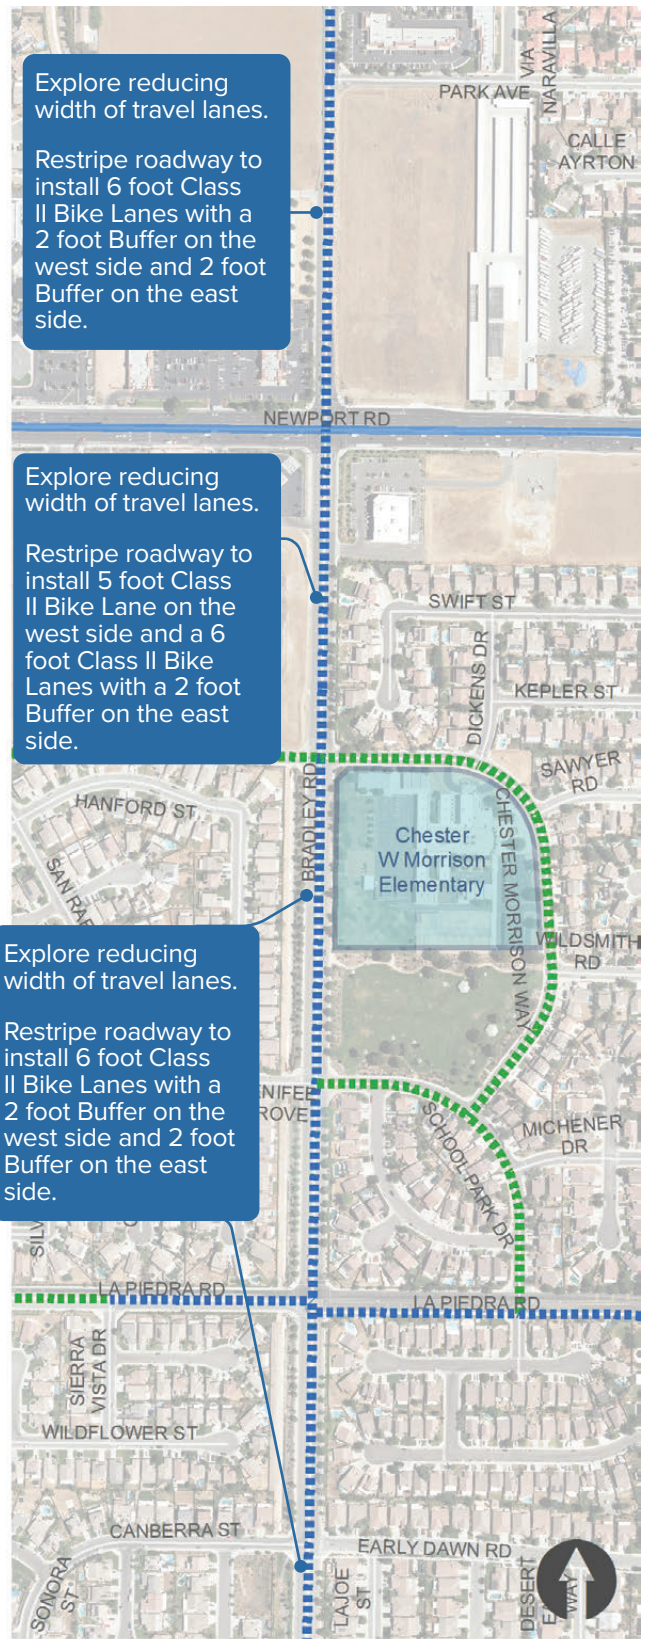 Explore reducing
width of travel lanes.
Restripe roadway to
install 6 foot Class
II Bike Lanes with a
2 foot Buffer on the
west side and 2 foot
Buffer on the east
side.
PARK AVE
VIA
NARAVILLA
CALLE
AYRTON
NEWPORT RD
Explore reducing
width of travel lanes.
Restripe roadway to
install 5 foot Class
II Bike Lane on the
west side and a 6
foot Class II Bike
Lanes with a 2 foot
Buffer on the east
side.
SWIFT ST
DICKENS DR
KEPLER ST
SAWYER
RD
HANFORD ST
BRADLEY RD
Chester
W Morrison
Elementary
CHESTER MORRISON WAY
SAN RAF
WILDSMITH
RD
Explore reducing
width of travel lanes.
Restripe roadway to
install 6 foot Class
II Bike Lanes with a
2 foot Buffer on the
west side and 2 foot
Buffer on the east
side.
ENIFEE
ROVE
SCHOOL PARK DR
MICHENER
DR
SILV
LA PIEDRA RD
LA PIEDRA RD
SIERRA
VISTA DR
WILDFLOWER ST
CANBERRA ST
EARLY DAWN RD
SONORA
ST
LAJOE
ST
DESERT
WAY